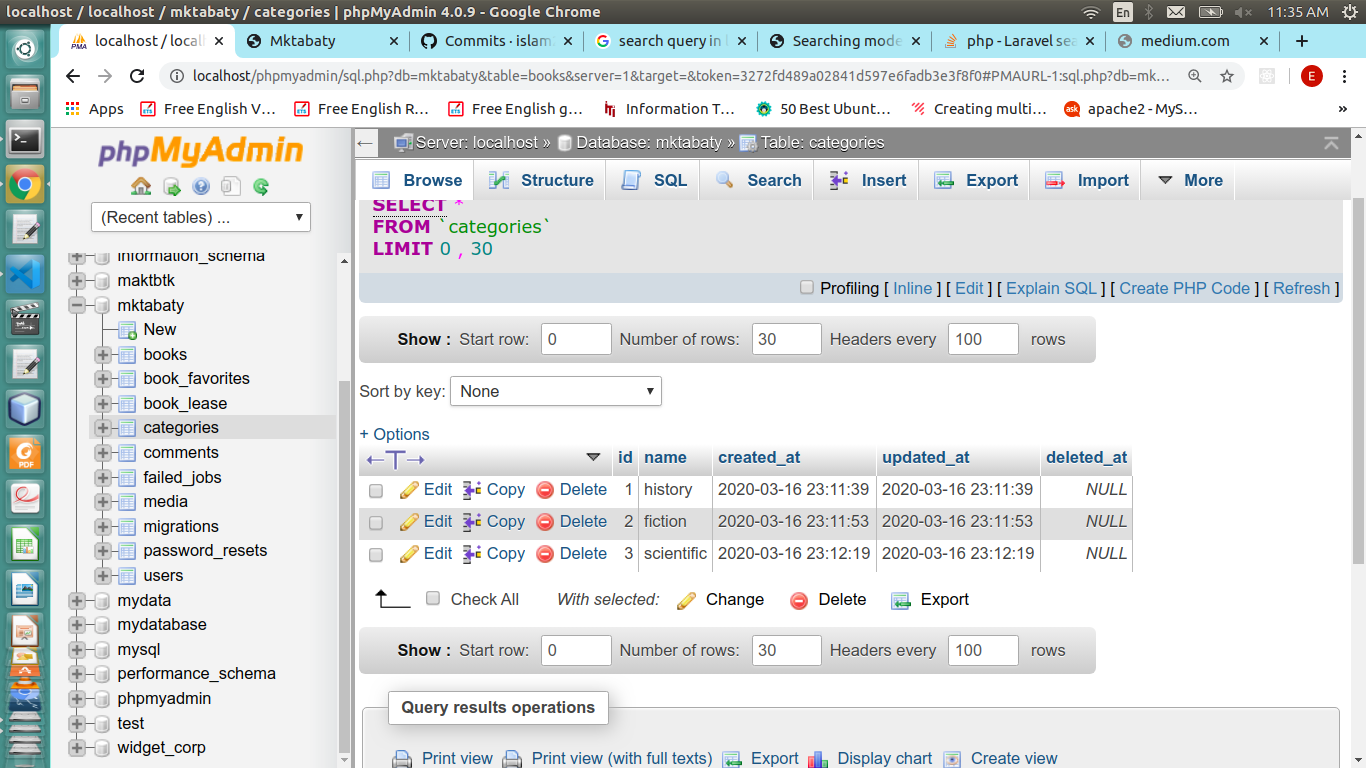 localhost / localhost / mktabaty / categories | phpMyAdmin 4.0.9 - Google Chrome En 11:35 AM
PMA localhost / local Mktabaty Commits · islam search query in Searching mode php - Laravel sea medium.com
localhost/phpmyadmin/sql.php?db=mktabaty&table=books&server=1&target=&token=3272fd489a02841d597e6fadb3e3f8f0#PMAURL-1:sql.php?db=mk... E
Apps Free English V... Free English R... Free English g... Information T... 50 Best Ubunt... Creating multi... ask apache2 - MyS... »
phpMyAdmin
(Recent tables) ...
information_schema
maktbtk
mktabaty
New
books
book_favorites
book_lease
categories
comments
failed_jobs
media
migrations
password_resets
users
mydata
mydatabase
mysql
performance_schema
phpmyadmin
test
widget_corp
PDF
Server: localhost » Database: mktabaty » Table: categories
Browse Structure SQL Search Insert Export Import More
SELECT *
FROM `categories`
LIMIT 0 , 30
Profiling [ Inline ] [ Edit ] [ Explain SQL ] [ Create PHP Code ] [ Refresh ]
Show : Start row: 0 Number of rows: 30 Headers every 100 rows
Sort by key: None
+ Options
←T→ id name created_at updated_at deleted_at
Edit Copy Delete 1 history 2020-03-16 23:11:39 2020-03-16 23:11:39 NULL
Edit Copy Delete 2 fiction 2020-03-16 23:11:53 2020-03-16 23:11:53 NULL
Edit Copy Delete 3 scientific 2020-03-16 23:12:19 2020-03-16 23:12:19 NULL
Check All With selected: Change Delete Export
Show : Start row: 0 Number of rows: 30 Headers every 100 rows
Query results operations
Print view Print view (with full texts) Export Display chart Create view